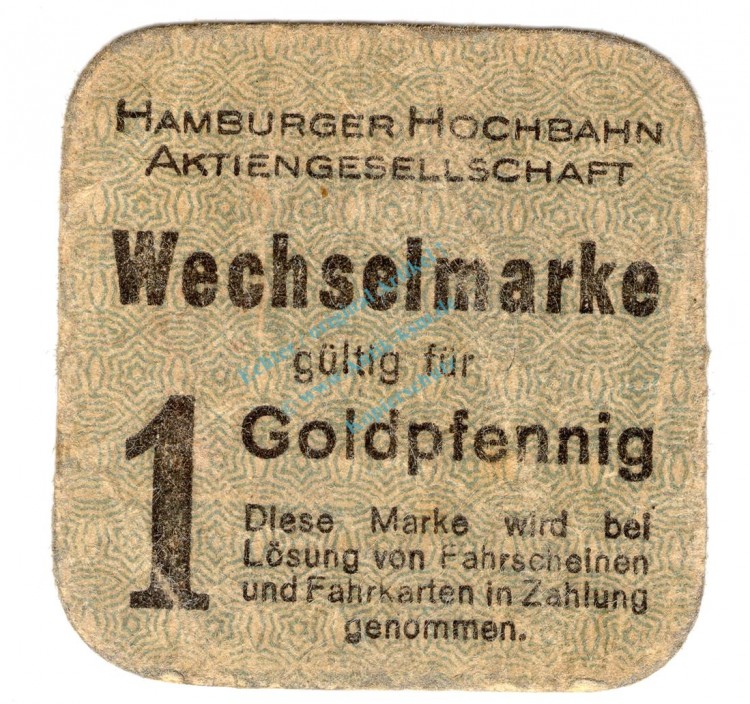 HAMBURGER HOCHBAHN
AKTIENGESELLSCHAFT
Wechselmarke
gültig für
1 Goldpfennig
Diese Marke wird bei
Lösung von Fahrscheinen
und Fahrkarten in Zahlung
genommen.